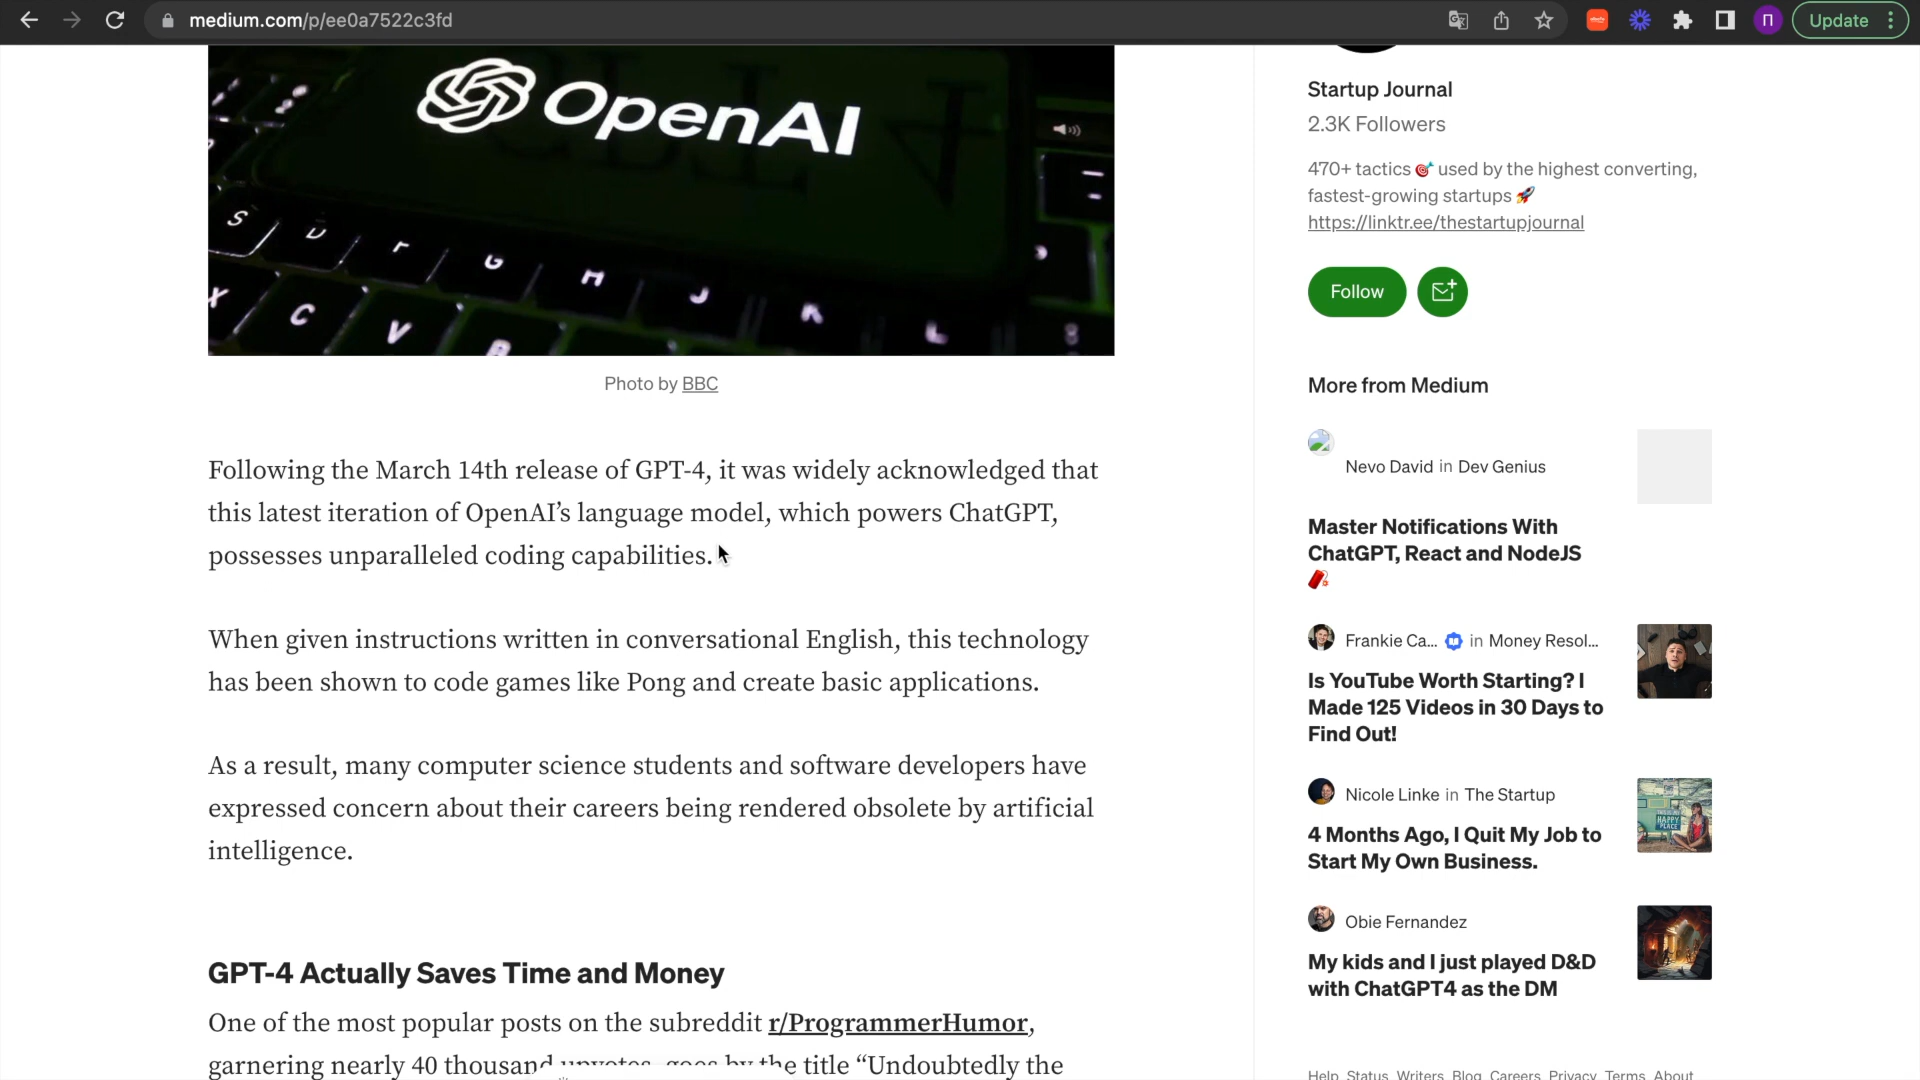 medium.com/p/ee0a7522c3fd
Update
OpenAI
S D F G H J K L
X C V B
Photo by BBC
Following the March 14th release of GPT-4, it was widely acknowledged that
this latest iteration of OpenAI’s language model, which powers ChatGPT,
possesses unparalleled coding capabilities.
When given instructions written in conversational English, this technology
has been shown to code games like Pong and create basic applications.
As a result, many computer science students and software developers have
expressed concern about their careers being rendered obsolete by artificial
intelligence.
GPT-4 Actually Saves Time and Money
One of the most popular posts on the subreddit r/ProgrammerHumor,
garnering nearly 40 thousand upvotes, goes by the title “Undoubtedly the
Startup Journal
2.3K Followers
470+ tactics 🎯 used by the highest converting,
fastest-growing startups 🚀
https://linktr.ee/thestartupjournal
Follow
More from Medium
Nevo David in Dev Genius
Master Notifications With
ChatGPT, React and NodeJS
🧨
Frankie Ca... in Money Resol...
Is YouTube Worth Starting? I
Made 125 Videos in 30 Days to
Find Out!
Nicole Linke in The Startup
4 Months Ago, I Quit My Job to
Start My Own Business.
HAPPY
PLACE
Obie Fernandez
My kids and I just played D&D
with ChatGPT4 as the DM
Help Status Writers Blog Careers Privacy Terms About